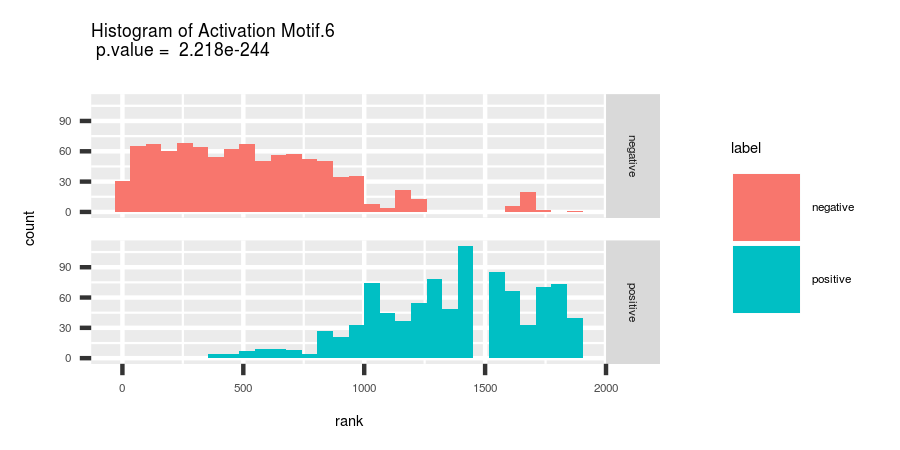 Histogram of Activation Motif.6
p.value = 2.218e-244
count
90
60
30
0
negative
90
60
30
0
positive
0 500 1000 1500 2000
rank
label
negative
positive